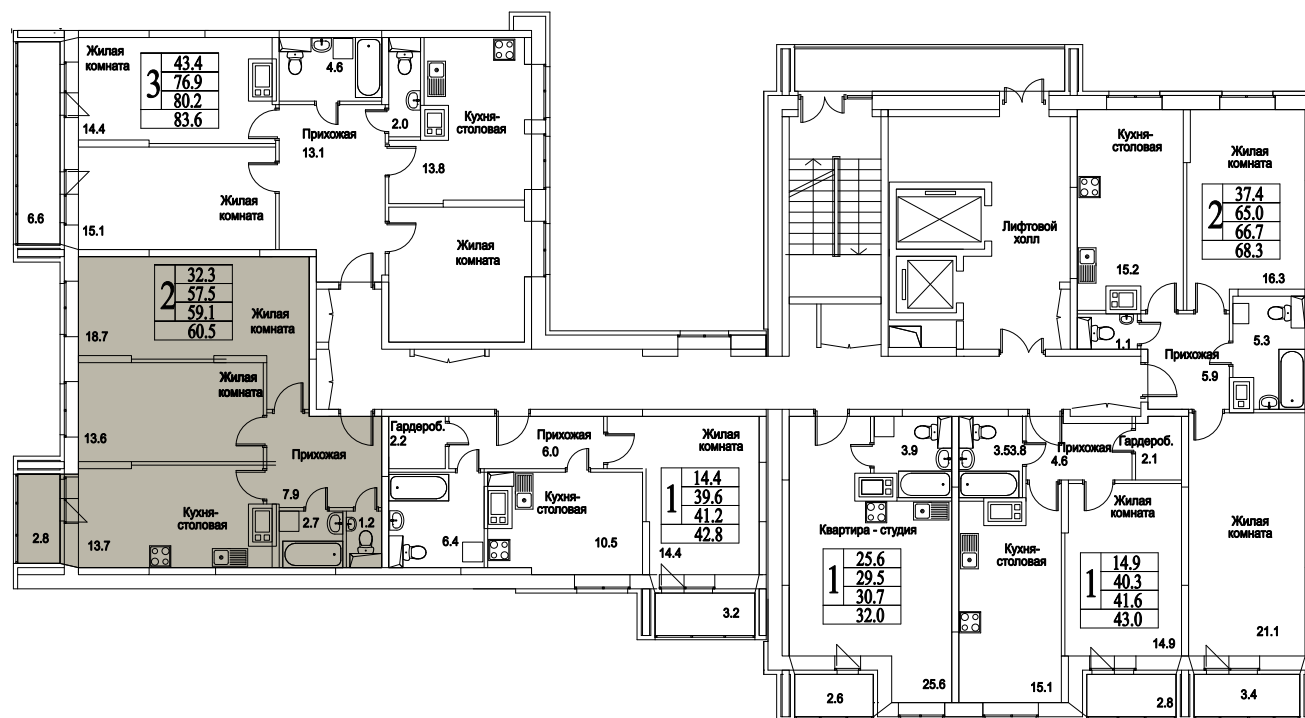 Жилая
комната
3
43.4
76.9
80.2
83.6
14.4
4.6
2.0
Прихожая
13.1
Кухня-
столовая
13.8
6.6
15.1
Жилая
комната
Жилая
комната
2
32.3
57.5
59.1
60.5
18.7
Жилая
комната
13.6
Жилая
комната
Прихожая
7.9
Кухня-
столовая
13.7
2.8
2.7
1.2
Гардероб.
2.2
Прихожая
6.0
Кухня-
столовая
10.5
6.4
Жилая
комната
1
14.4
39.6
41.2
42.8
14.4
3.2
Лифтовой
холл
Кухня-
столовая
15.2
Жилая
комната
2
37.4
65.0
66.7
68.3
16.3
1.1
Прихожая
5.9
5.3
3.9
Квартира - студия
1
25.6
29.5
30.7
32.0
25.6
2.6
3.53.8
Прихожая
4.6
Гардероб.
2.1
Жилая
комната
Кухня-
столовая
15.1
1
14.9
40.3
41.6
43.0
14.9
2.8
Жилая
комната
21.1
3.4